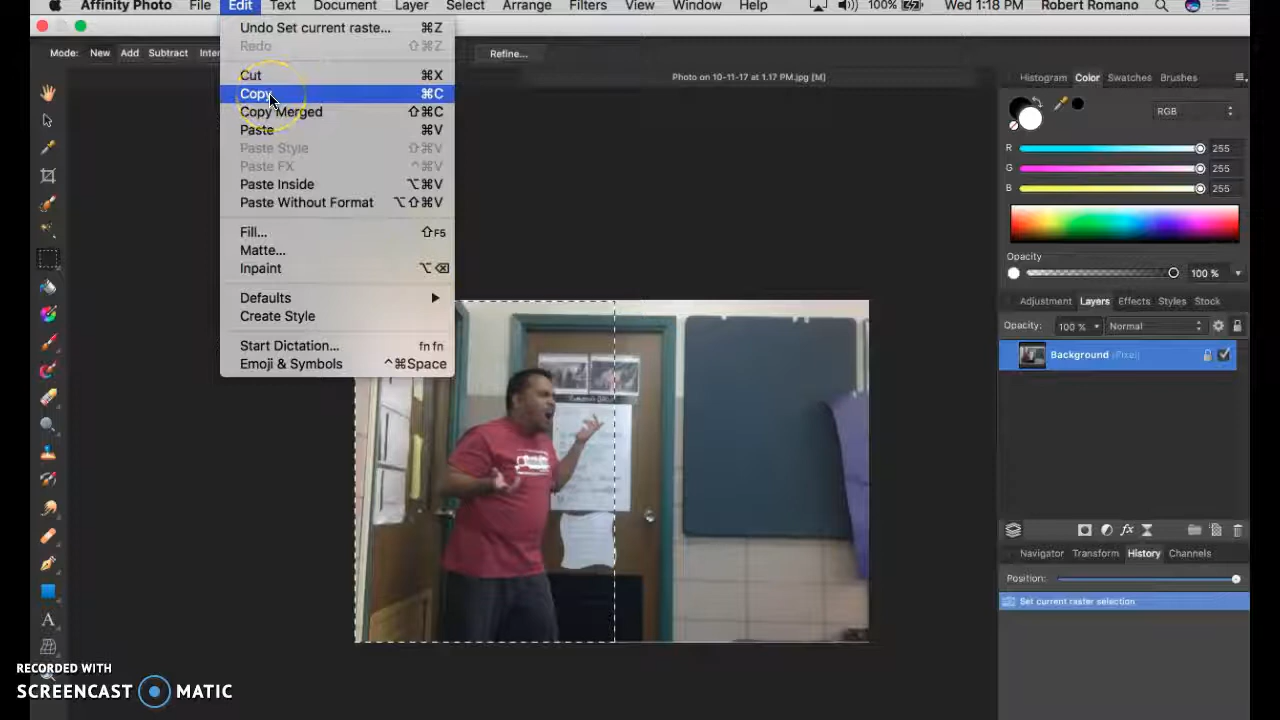 Affinity Photo File Edit Text Document Layer Select Arrange Filters View Window Help 100% Wed 1:18 PM Robert Romano
Mode: New Add Subtract Refine...
Photo on 10-11-17 at 1.17 PM.jpg [M]
Undo Set current raste... ⌘Z
Redo ⇧⌘Z
Cut ⌘X
Copy ⌘C
Copy Merged ⇧⌘C
Paste ⌘V
Paste Style ⇧⌘V
Paste FX ^⌘V
Paste Inside ⌥⌘V
Paste Without Format ⌥⇧⌘V
Fill... ⇧F5
Matte...
Inpaint ⌥⌫
Defaults
Create Style
Start Dictation... fn fn
Emoji & Symbols ^⌘Space
Histogram Color Swatches Brushes
RGB
R 255
G 255
B 255
Opacity
100 %
Adjustment Layers Effects Styles Stock
Opacity: 100 % Normal
Background (Pixel)
fx
Navigator Transform History Channels
Position:
Set current raster selection
A
RECORDED WITH
SCREENCAST MATIC